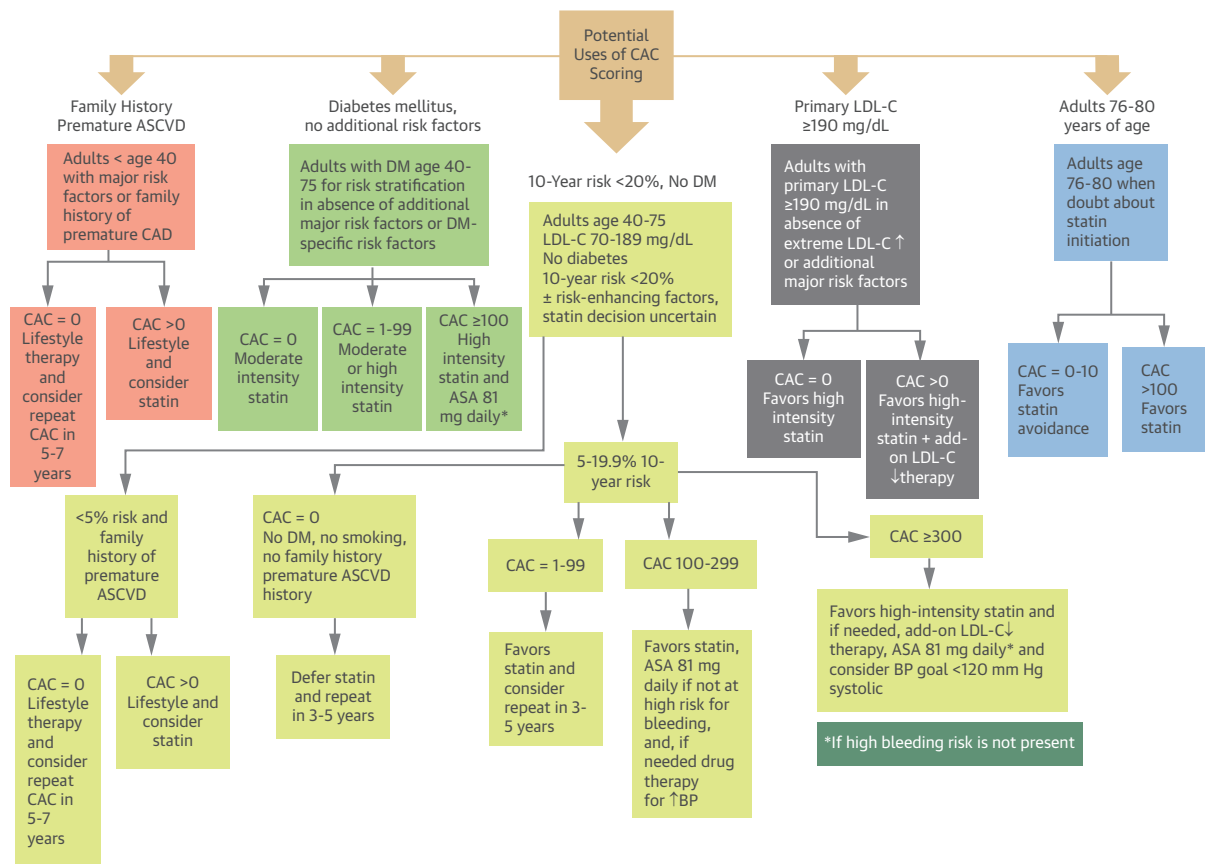 Potential
Uses of CAC
Scoring
Family History
Premature ASCVD
Adults < age 40
with major risk
factors or family
history of
premature CAD
CAC = 0
Lifestyle
therapy
and
consider
repeat
CAC in
5-7
years
CAC >0
Lifestyle
and
consider
statin
Diabetes mellitus,
no additional risk factors
Adults with DM age 40-
75 for risk stratification
in absence of additional
major risk factors or DM-
specific risk factors
CAC = 0
Moderate
intensity
statin
CAC = 1-99
Moderate
or high
intensity
statin
CAC ≥100
High
intensity
statin and
ASA 81
mg daily*
10-Year risk <20%, No DM
Adults age 40-75
LDL-C 70-189 mg/dL
No diabetes
10-year risk <20%
± risk-enhancing factors,
statin decision uncertain
Primary LDL-C
≥190 mg/dL
Adults with
primary LDL-C
≥190 mg/dL in
absence of
extreme LDL-C ↑
or additional
major risk factors
CAC = 0
Favors high
intensity
statin
CAC >0
Favors high-
intensity
statin + add-
on LDL-C
↓therapy
Adults 76-80
years of age
Adults age
76-80 when
doubt about
statin
initiation
CAC = 0-10
Favors
statin
avoidance
CAC
>100
Favors
statin
<5% risk and
family
history of
premature
ASCVD
CAC = 0
Lifestyle
therapy
and
consider
repeat
CAC in
5-7
years
CAC >0
Lifestyle and
consider
statin
5-19.9% 10-
year risk
CAC = 0
No DM, no smoking,
no family history
premature ASCVD
history
Defer statin
and repeat
in 3-5 years
CAC = 1-99
Favors
statin and
consider
repeat in 3-
5 years
CAC 100-299
Favors statin,
ASA 81 mg
daily if not at
high risk for
bleeding,
and, if
needed drug
therapy
for ↑BP
CAC ≥300
Favors high-intensity statin and
if needed, add-on LDL-C↓
therapy, ASA 81 mg daily* and
consider BP goal <120 mm Hg
systolic
*If high bleeding risk is not present